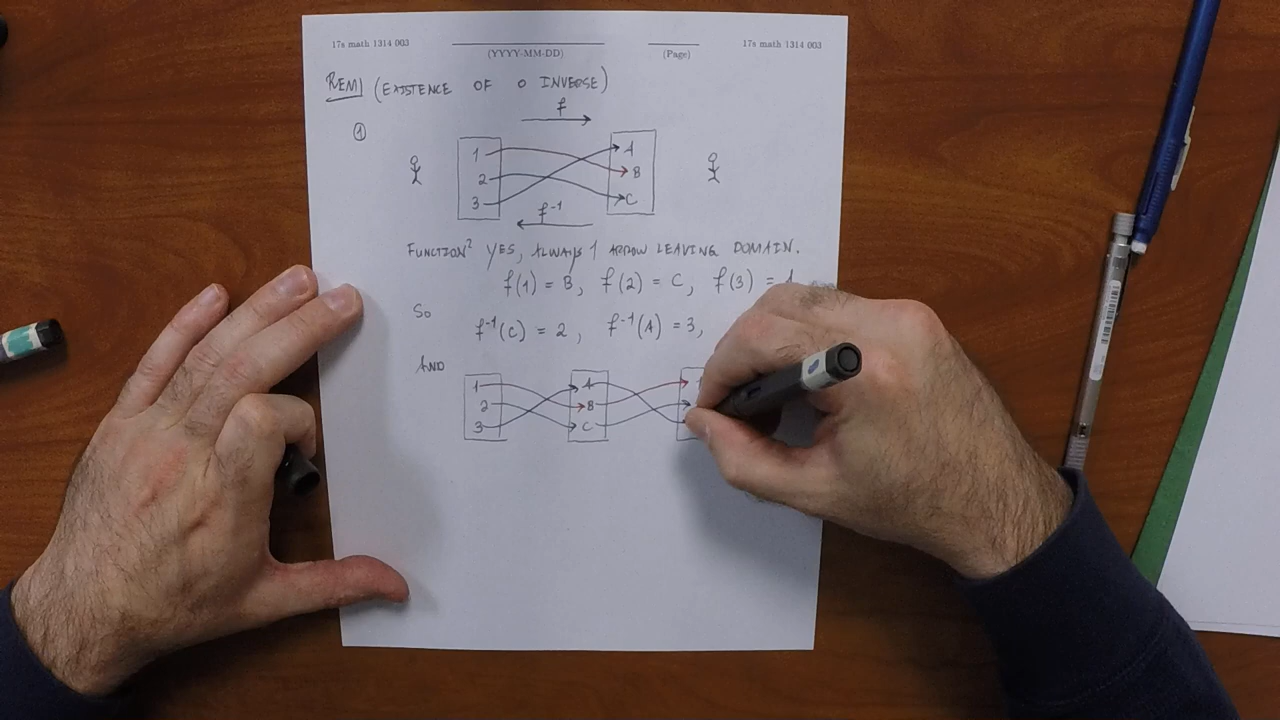 17s math 1314 003 (YYYY-MM-DD) (Page) 17s math 1314 003
REM) (EXISTENCE OF ∘ INVERSE)
f
①
1 A
2 B
3 C
f⁻¹
FUNCTION? YES, ALWAYS 1 ARROW LEAVING DOMAIN.
f(1) = B, f(2) = C, f(3) = A
SO
f⁻¹(C) = 2, f⁻¹(A) = 3,
AND
1 A
2 B
3 C